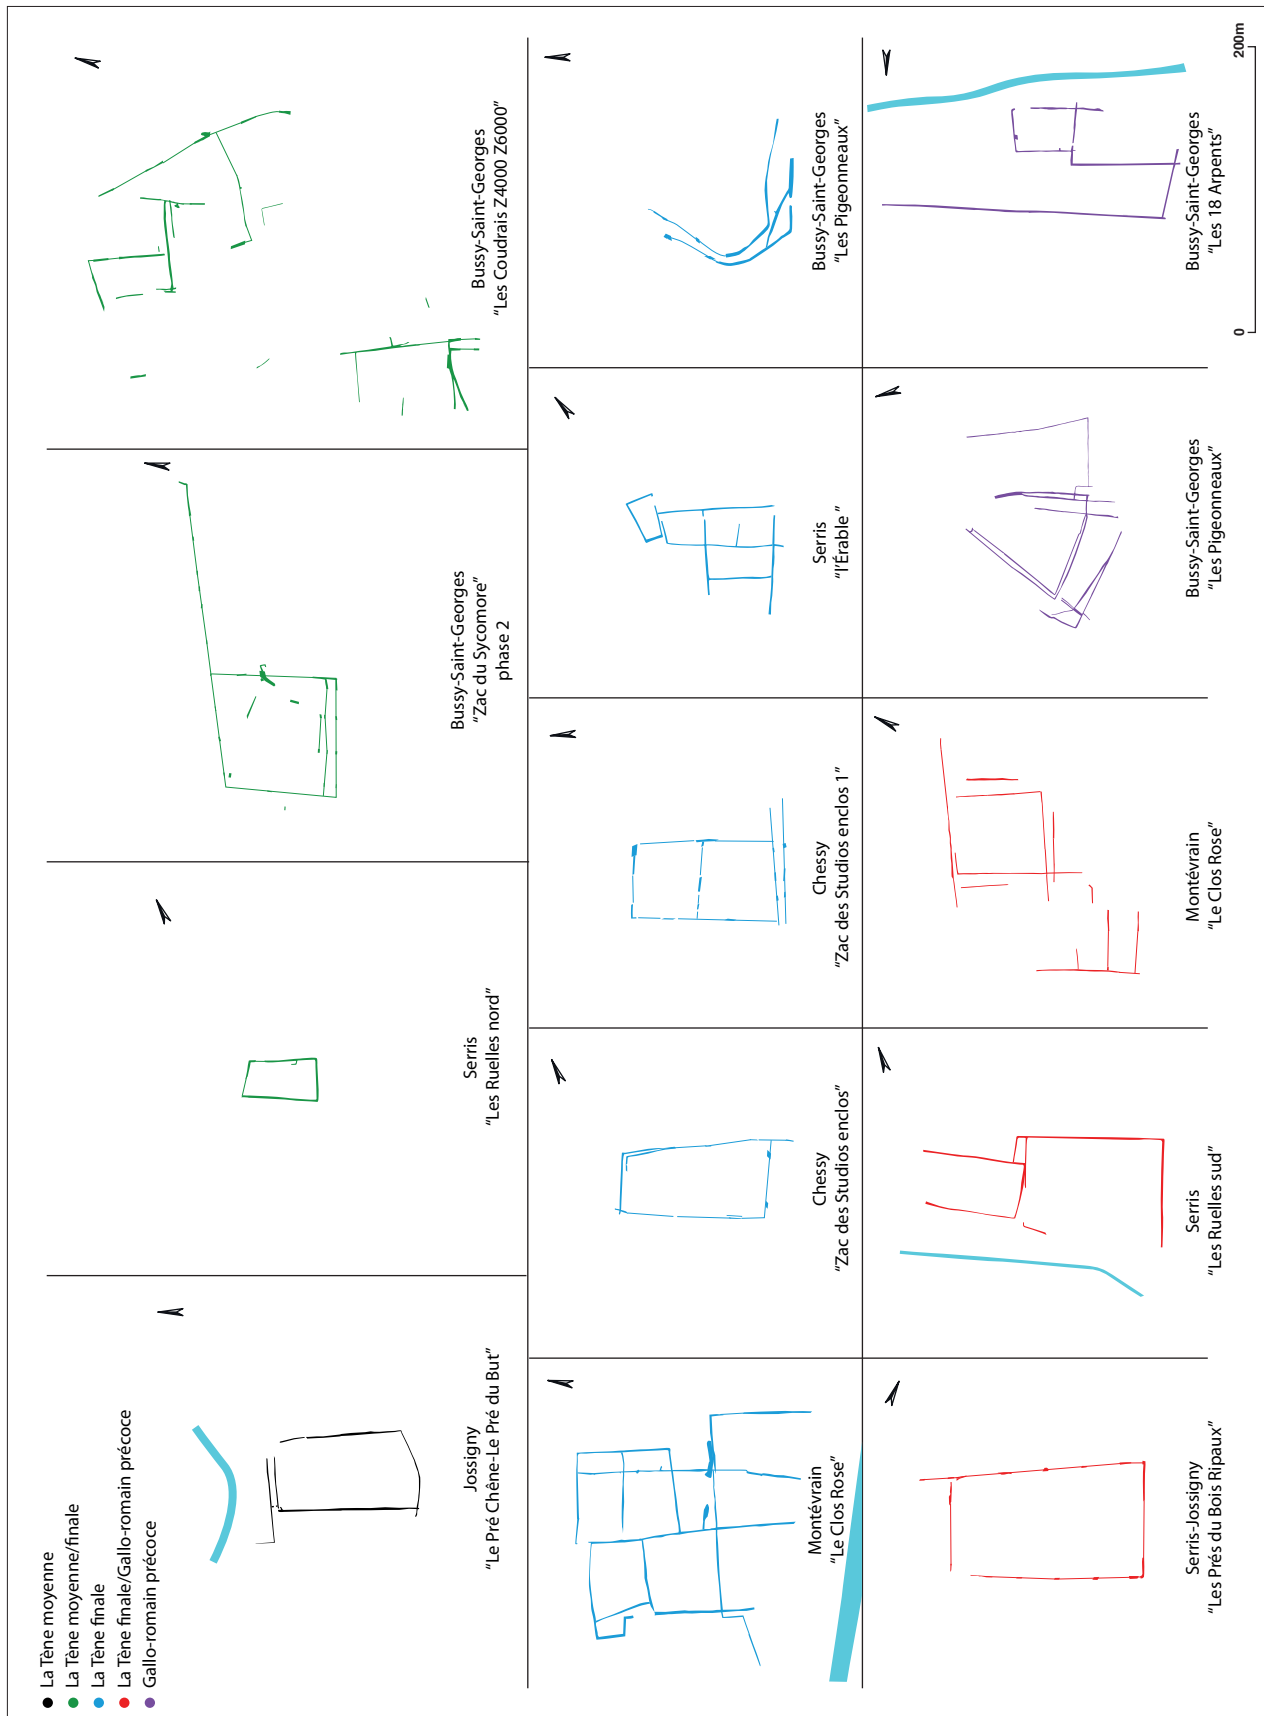 La Tène moyenne
La Tène moyenne/finale
La Tène finale
La Tène finale/Gallo-romain précoce
Gallo-romain précoce
Jossigny
"Le Pré Chêne-Le Pré du But"
Serris
"Les Ruelles nord"
Bussy-Saint-Georges
"Zac du Sycomore"
phase 2
Bussy-Saint-Georges
"Les Coudrais Z4000 Z6000"
Montévrain
"Le Clos Rose"
Chessy
"Zac des Studios enclos"
Chessy
"Zac des Studios enclos 1"
Serris
"l'Érable "
Bussy-Saint-Georges
"Les Pigeonneaux"
Serris-Jossigny
"Les Prés du Bois Ripaux"
Serris
"Les Ruelles sud"
Montévrain
"Le Clos Rose"
Bussy-Saint-Georges
"Les Pigeonneaux"
Bussy-Saint-Georges
"Les 18 Arpents"
0 200m